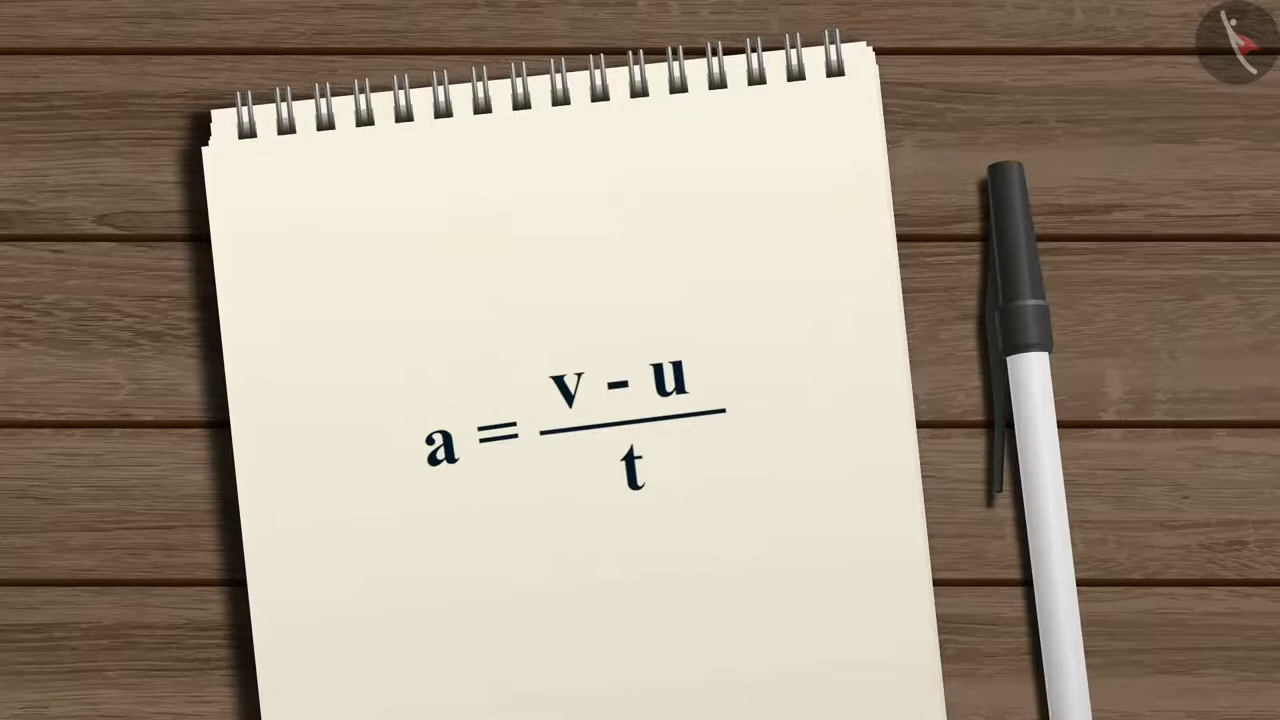 a = v - u
t